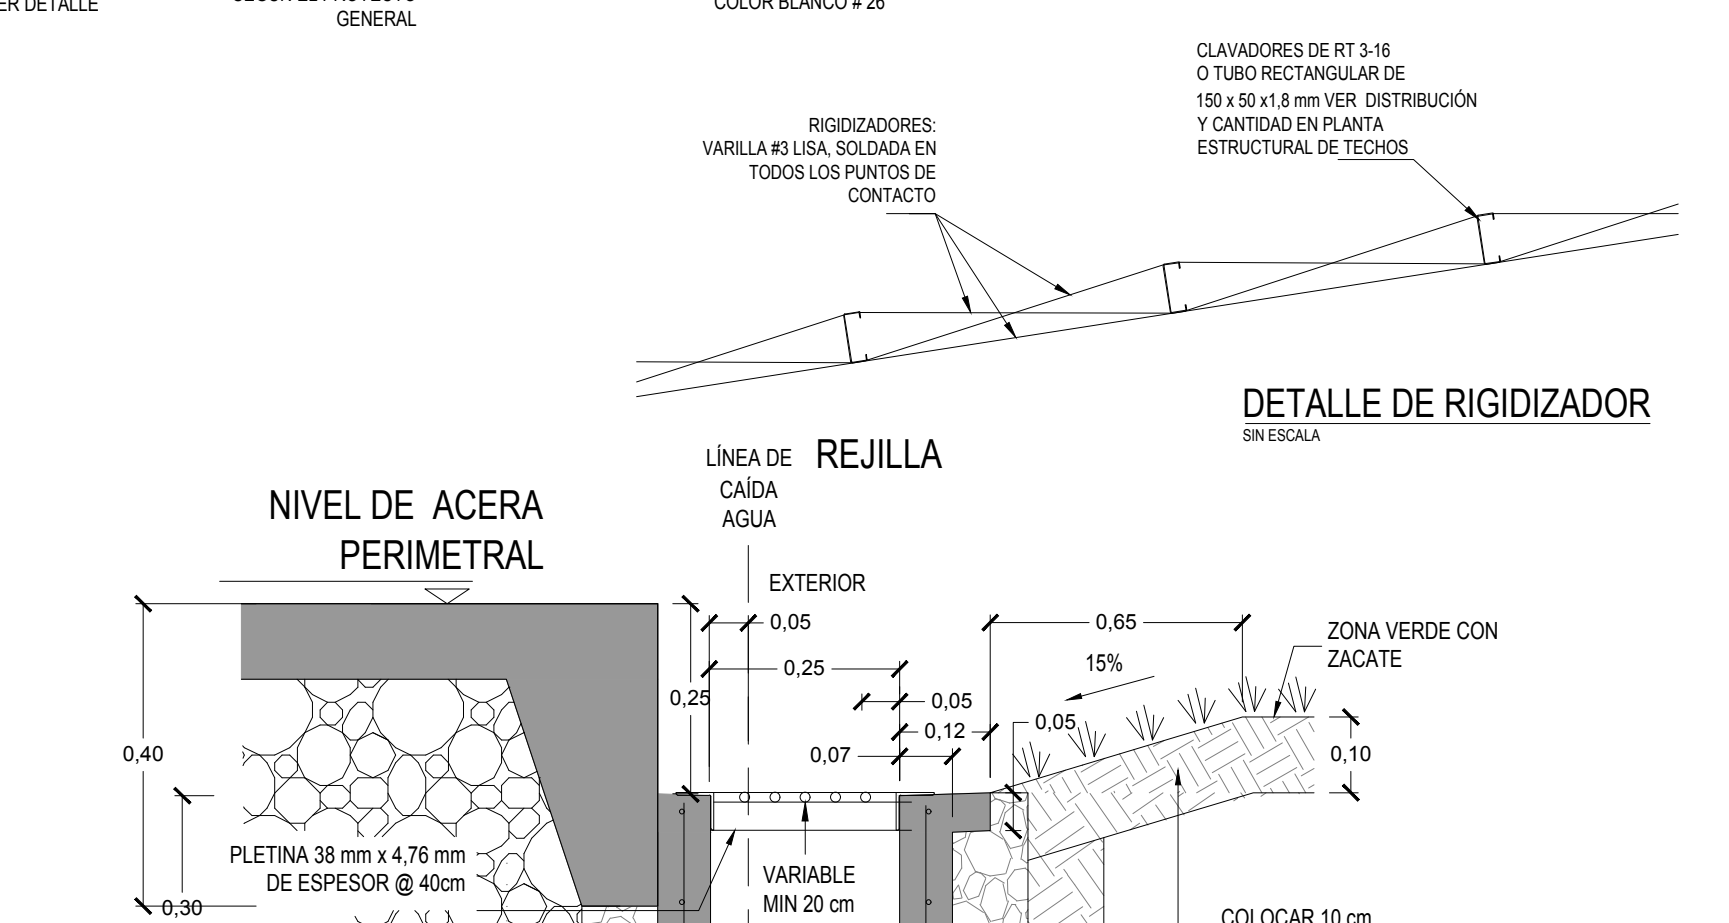 ER DETALLE
GENERAL
COLOR BLANCO # 26
CLAVADORES DE RT 3-16
O TUBO RECTANGULAR DE
150 x 50 x1,8 mm VER DISTRIBUCIÓN
Y CANTIDAD EN PLANTA
ESTRUCTURAL DE TECHOS
RIGIDIZADORES:
VARILLA #3 LISA, SOLDADA EN
TODOS LOS PUNTOS DE
CONTACTO
DETALLE DE RIGIDIZADOR
SIN ESCALA
REJILLA
LÍNEA DE
CAÍDA
AGUA
NIVEL DE ACERA
PERIMETRAL
EXTERIOR
0,05
0,65
ZONA VERDE CON
ZACATE
15%
0,25
0,25
0,05
0,05
0,12
0,07
0,40
0,10
PLETINA 38 mm x 4,76 mm
DE ESPESOR @ 40cm
VARIABLE
MIN 20 cm
0,30
COLOCAR 10 cm